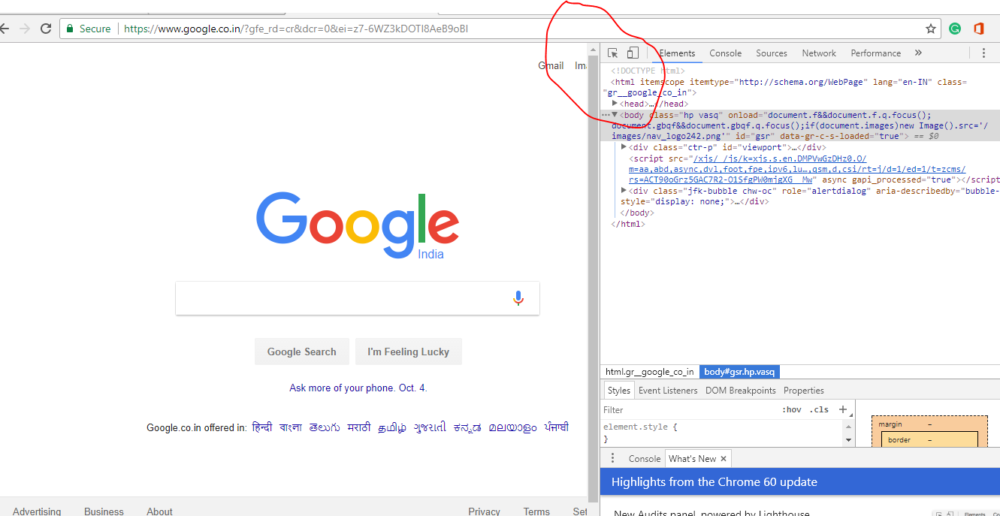 Secure https://www.google.co.in/?gfe_rd=cr&dcr=0&ei=z7-6WZ3kDOTI8AeB9oBI
Gmail
Google
India
Google Search I'm Feeling Lucky
Ask more of your phone. Oct. 4.
Google.co.in offered in: हिन्दी বাংলা తెలుగు मराठी தமிழ் ગુજરાતી ಕನ್ನಡ മലയാളം ਪੰਜਾਬੀ
Advertising Business About Privacy Terms Set
Elements Console Sources Network Performance »
<!DOCTYPE html>
<html itemscope itemtype="http://schema.org/WebPage" lang="en-IN" class=
"gr__google_co_in">
<head>…</head>
<body class="hp vasq" onload="document.f&&document.f.q.focus();
document.gbqf&&document.gbqf.q.focus();if(document.images)new Image().src='/
images/nav_logo242.png'" id="gsr" data-gr-c-s-loaded="true"> == $0
<div class="ctr-p" id="viewport">…</div>
<script src="/xjs/_/js/k=xjs.s.en.DMPVwGzDHz0.O/
m=aa,abd,async,dvl,foot,fpe,ipv6,lu…,qsm,d,csi/rt=j/d=1/ed=1/t=zcms/
rs=ACT90oGrz5GAC7R2-O1SfgPW0mjgXG__Mw" async gapi_processed="true"></script
<div class="jfk-bubble chw-oc" role="alertdialog" aria-describedby="bubble-
style="display: none;">…</div>
</body>
</html>
html.gr__google_co_in body#gsr.hp.vasq
Styles Event Listeners DOM Breakpoints Properties
Filter :hov .cls +
element.style {
}
margin –
border –
Console What's New ×
Highlights from the Chrome 60 update
New Audits panel, powered by Lighthouse
Elements